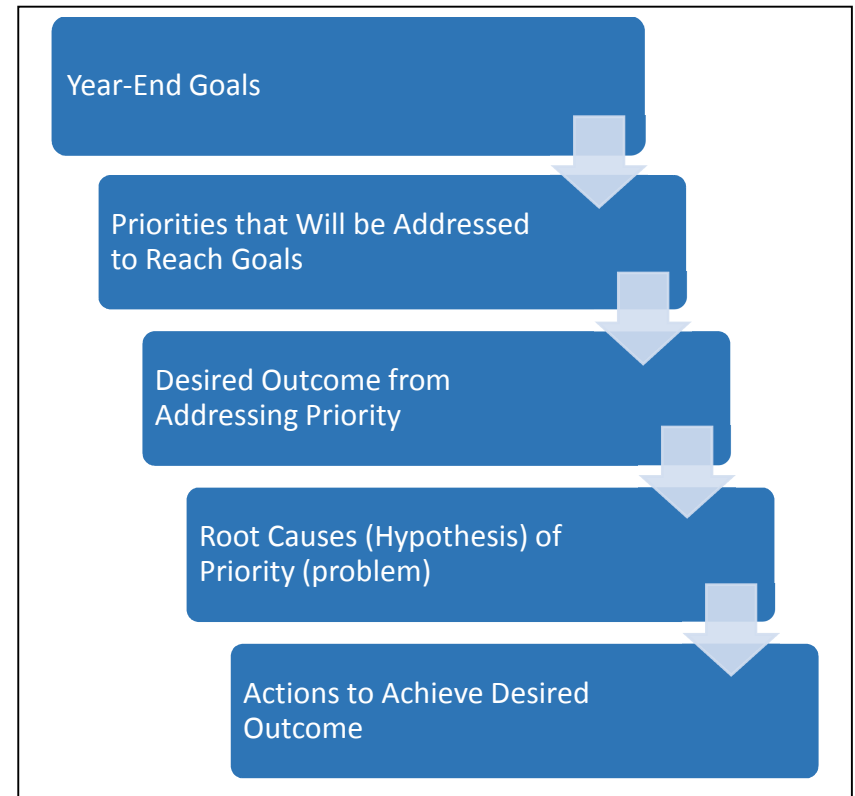 Year-End Goals
Priorities that Will be Addressed
to Reach Goals
Desired Outcome from
Addressing Priority
Root Causes (Hypothesis) of
Priority (problem)
Actions to Achieve Desired
Outcome